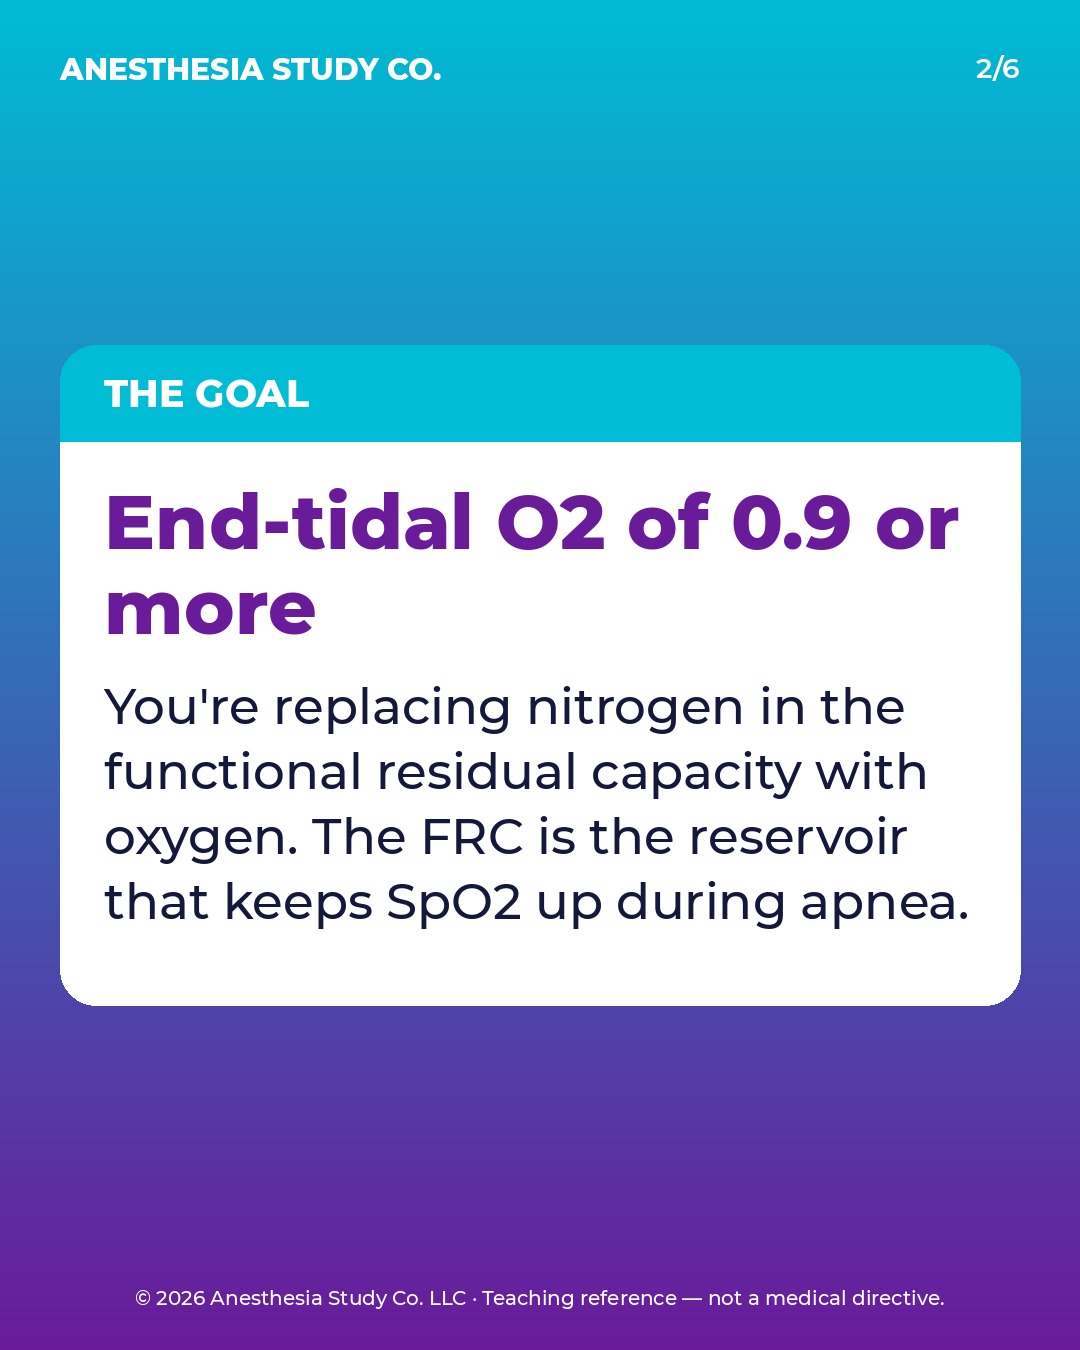 ANESTHESIA STUDY CO.
2/6
THE GOAL
End-tidal O2 of 0.9 or
more
You're replacing nitrogen in the
functional residual capacity with
oxygen. The FRC is the reservoir
that keeps SpO2 up during apnea.
© 2026 Anesthesia Study Co. LLC · Teaching reference — not a medical directive.